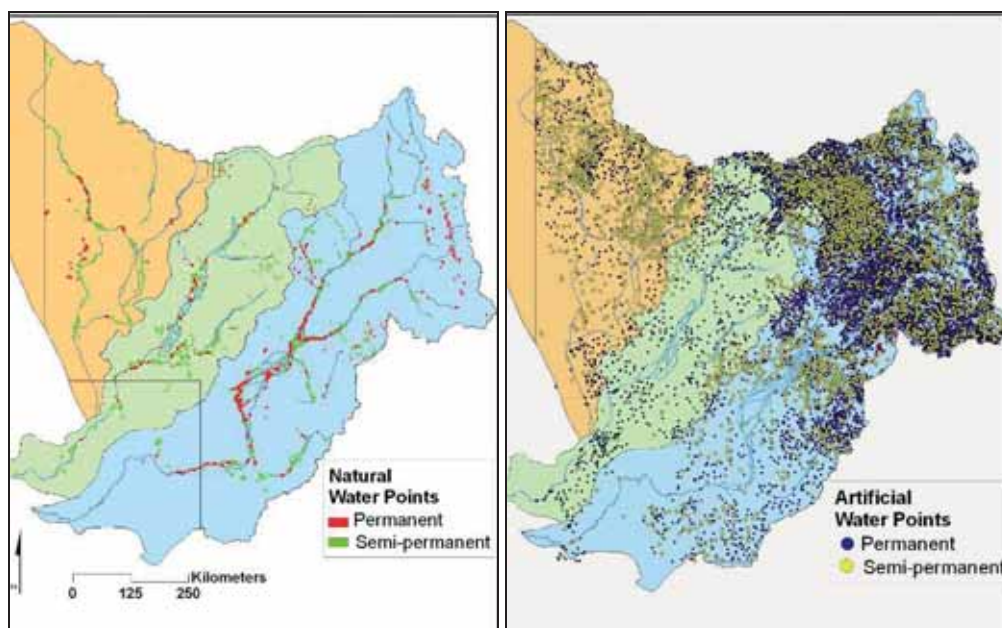 Natural
Water Points
Permanent
Semi-permanent
Kilometers
0 125 250
Artificial
Water Points
Permanent
Semi-permanent